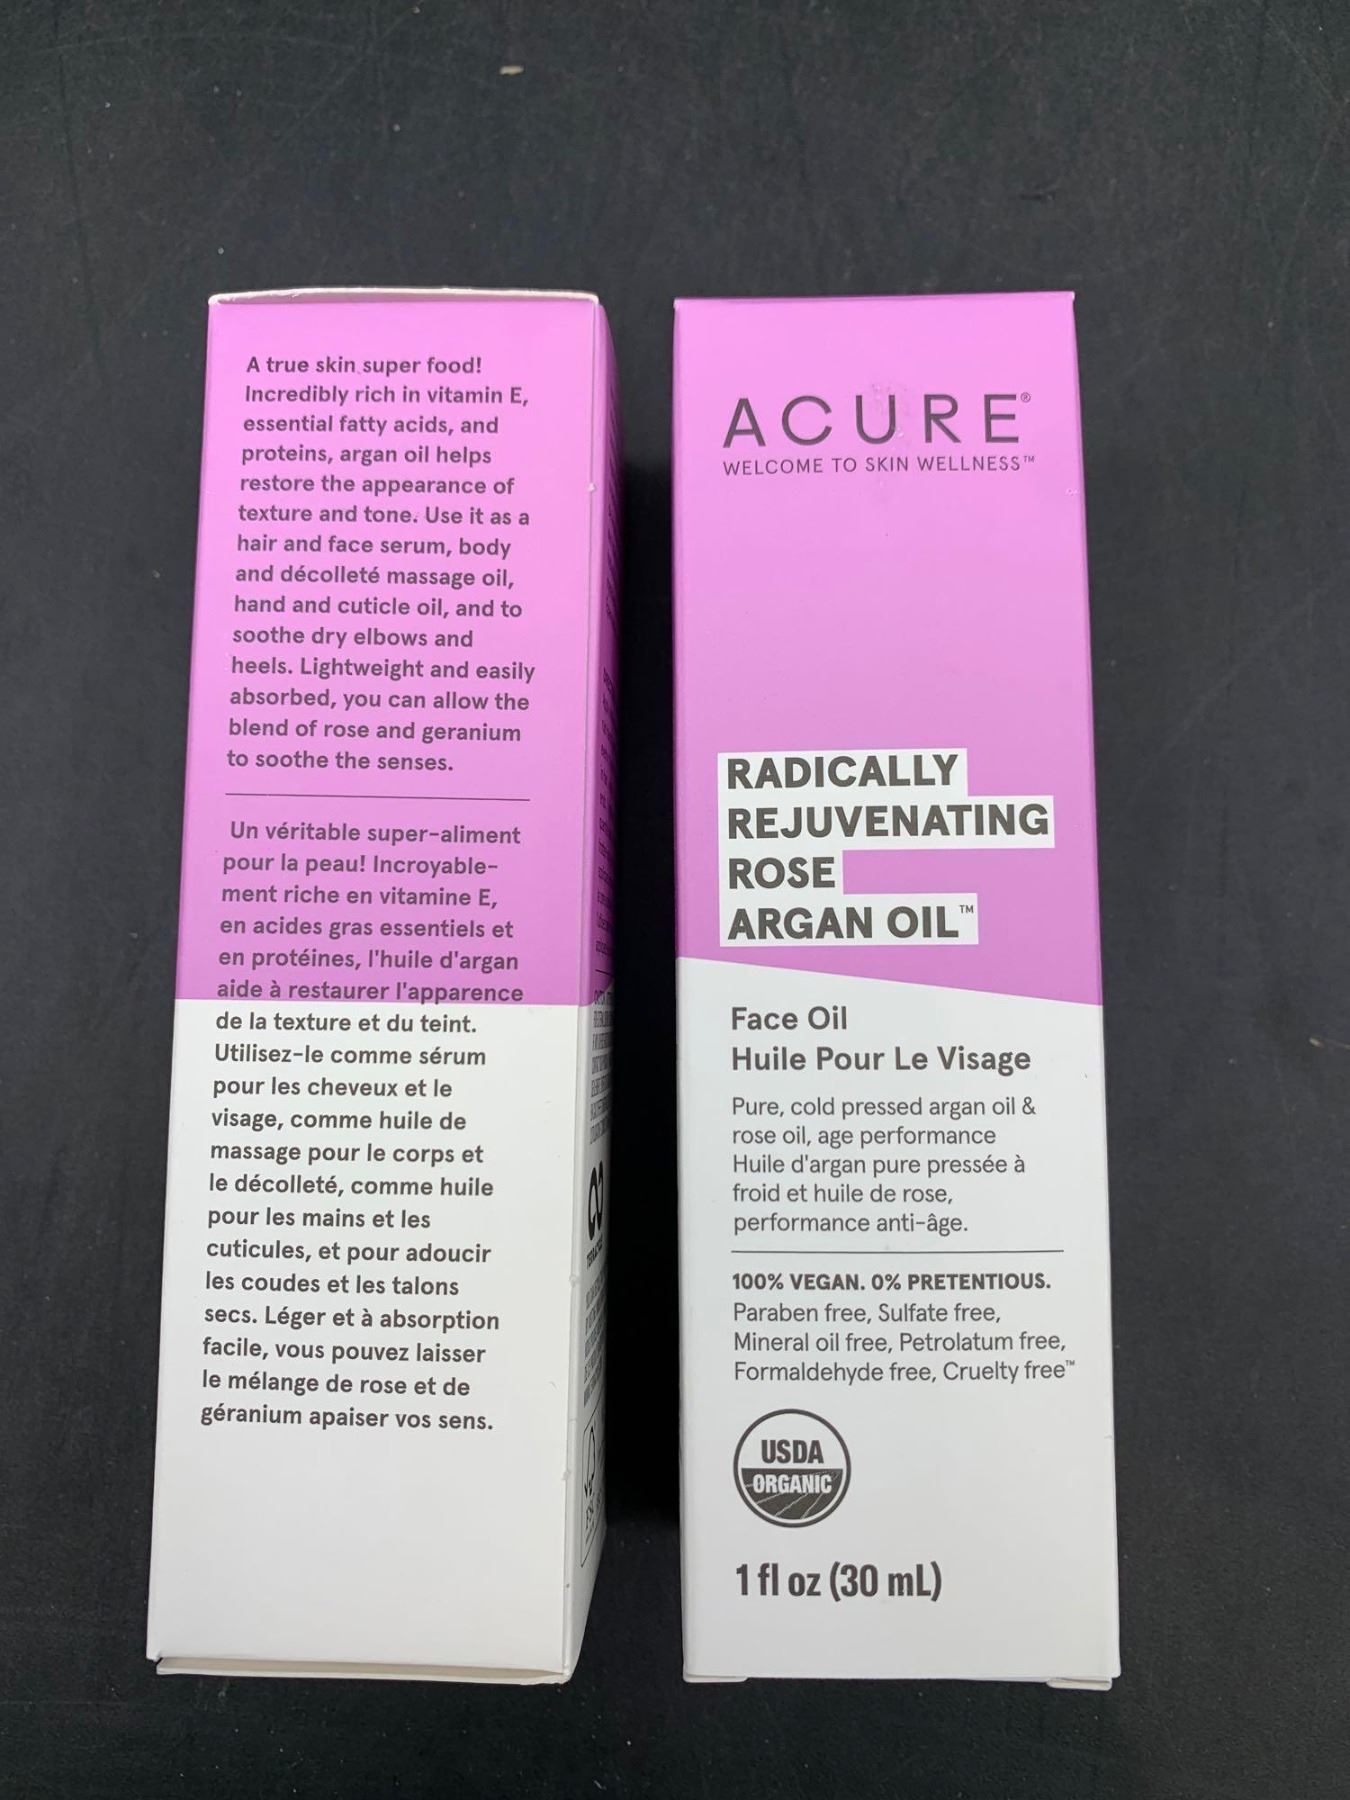 A true skin super food!
Incredibly rich in vitamin E,
essential fatty acids, and
proteins, argan oil helps
restore the appearance of
texture and tone. Use it as a
hair and face serum, body
and décolleté massage oil,
hand and cuticle oil, and to
soothe dry elbows and
heels. Lightweight and easily
absorbed, you can allow the
blend of rose and geranium
to soothe the senses.
Un véritable super-aliment
pour la peau! Incroyable-
ment riche en vitamine E,
en acides gras essentiels et
en protéines, l'huile d'argan
aide à restaurer l'apparence
de la texture et du teint.
Utilisez-le comme sérum
pour les cheveux et le
visage, comme huile de
massage pour le corps et
le décolleté, comme huile
pour les mains et les
cuticules, et pour adoucir
les coudes et les talons
secs. Léger et à absorption
facile, vous pouvez laisser
le mélange de rose et de
géranium apaiser vos sens.
ACURE®
WELCOME TO SKIN WELLNESS™
RADICALLY
REJUVENATING
ROSE
ARGAN OIL™
Face Oil
Huile Pour Le Visage
Pure, cold pressed argan oil &
rose oil, age performance
Huile d'argan pure pressée à
froid et huile de rose,
performance anti-âge.
100% VEGAN. 0% PRETENTIOUS.
Paraben free, Sulfate free,
Mineral oil free, Petrolatum free,
Formaldehyde free, Cruelty free™
USDA
ORGANIC
1 fl oz (30 mL)